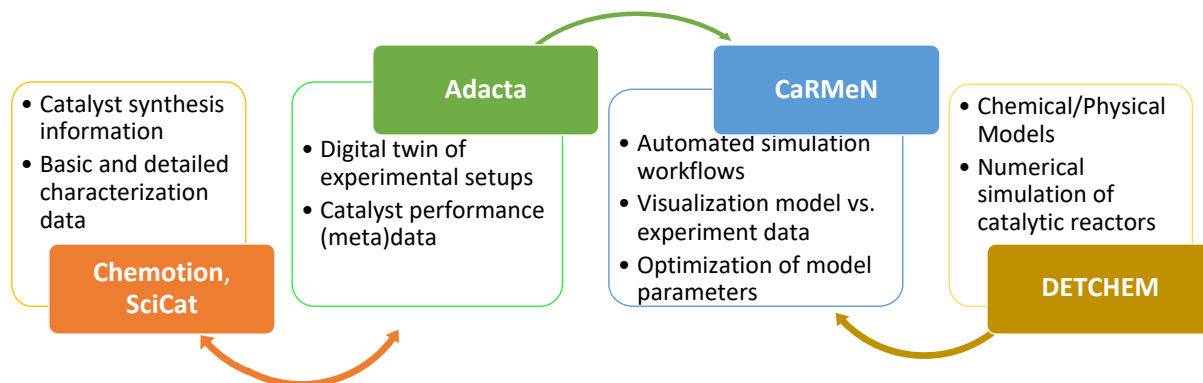 • Catalyst synthesis
information
• Basic and detailed
characterization
data
Chemotion,
SciCat
Adacta
• Digital twin of
experimental setups
• Catalyst performance
(meta)data
CaRMeN
• Automated simulation
workflows
• Visualization model vs.
experiment data
• Optimization of model
parameters
• Chemical/Physical
Models
• Numerical
simulation of
catalytic reactors
DETCHEM